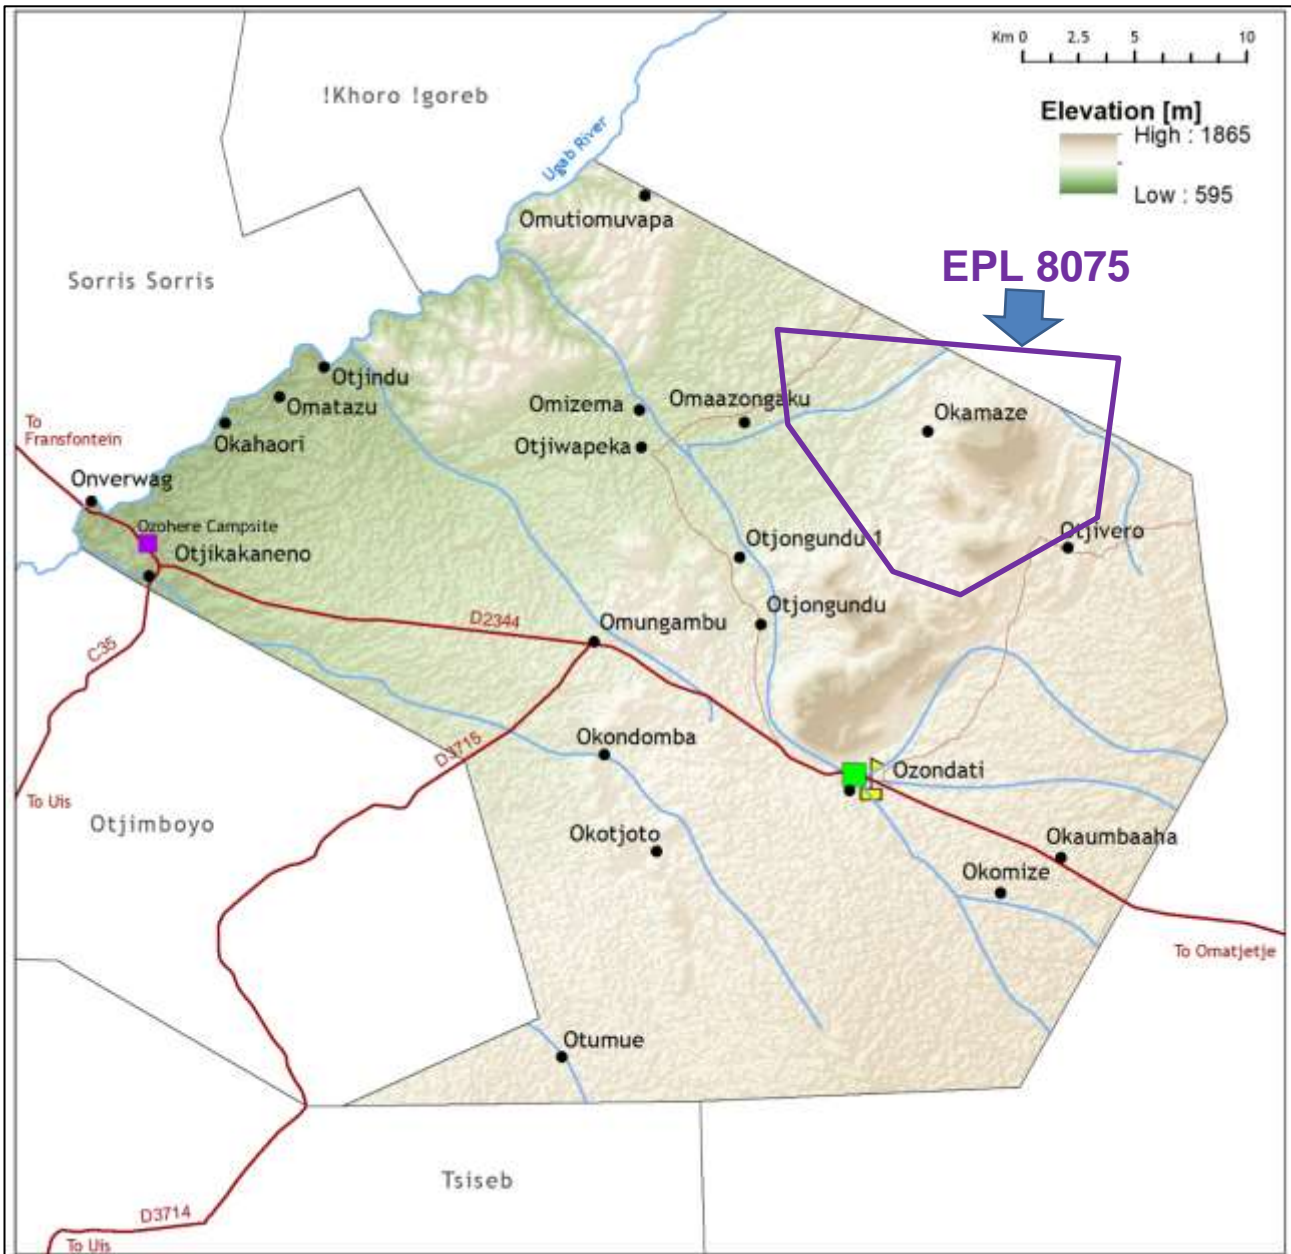 Km 0 2.5 5 10
!Khoro !goreb
Elevation [m]
High : 1865
Low : 595
Ugab River
Omutiomuvapa
Sorris Sorris
EPL 8075
Otjindu
Omatazu
Okahaori
Omizema
Omaazongaku
Okamaze
Otjiwapeka
To
Fransfontein
Onverwag
Ozohere Campsite
Otjikakaneno
Otjongundu 1
Otjivero
Otjongundu
D2344
Omungambu
C35
Okondomba
D3715
Ozondati
To Uis
Otjimboyo
Okotjoto
Okaumbaaha
Okomize
To Omatjetje
Otumue
Tsiseb
D3714
To Uis